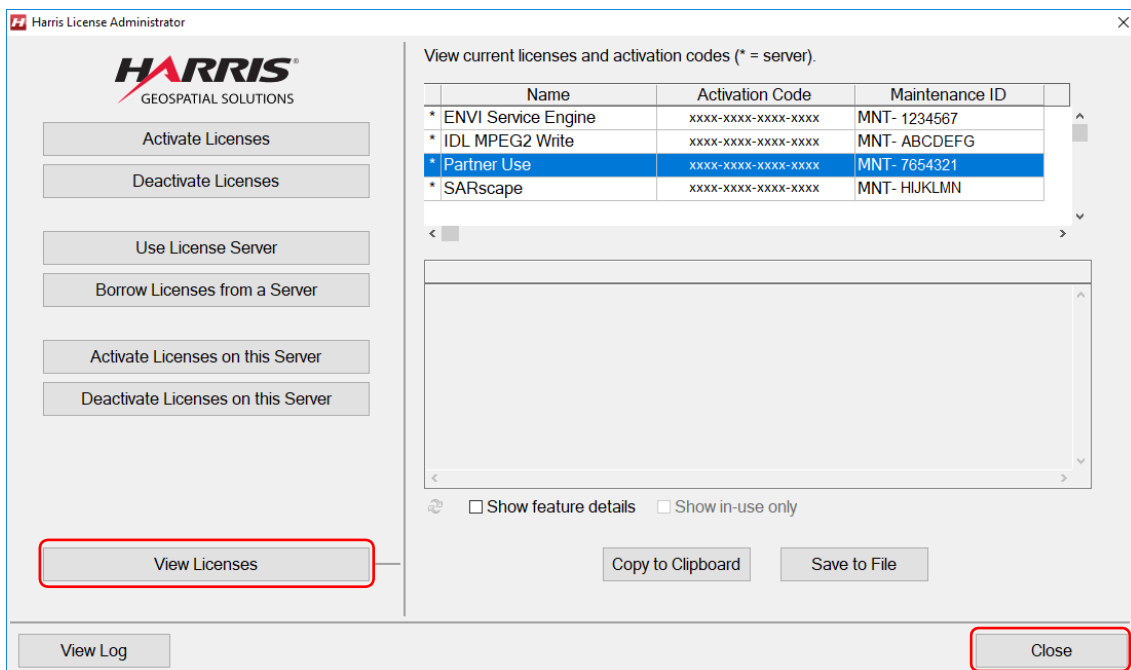 Harris License Administrator
HARRIS®
GEOSPATIAL SOLUTIONS
Activate Licenses
Deactivate Licenses
Use License Server
Borrow Licenses from a Server
Activate Licenses on this Server
Deactivate Licenses on this Server
View Licenses
View current licenses and activation codes (* = server).
Name Activation Code Maintenance ID
* ENVI Service Engine xxxx-xxxx-xxxx-xxxx MNT- 1234567
* IDL MPEG2 Write xxxx-xxxx-xxxx-xxxx MNT- ABCDEFG
* Partner Use xxxx-xxxx-xxxx-xxxx MNT- 7654321
* SARscape xxxx-xxxx-xxxx-xxxx MNT- HIJKLMN
Show feature details Show in-use only
Copy to Clipboard Save to File
View Log Close